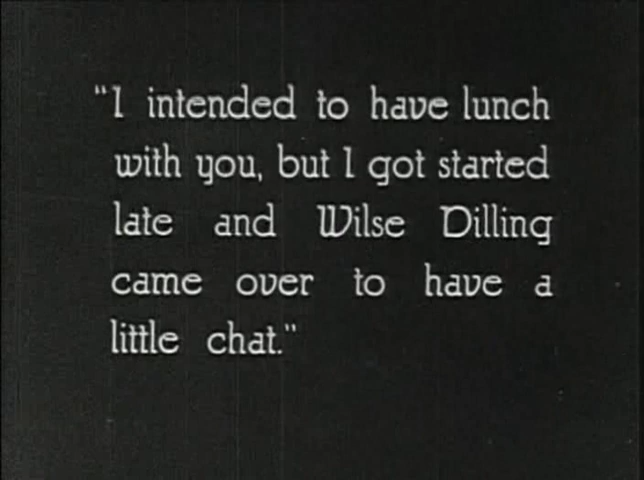 "I intended to have lunch
with you, but I got started
late and Wilse Dilling
came over to have a
little chat."